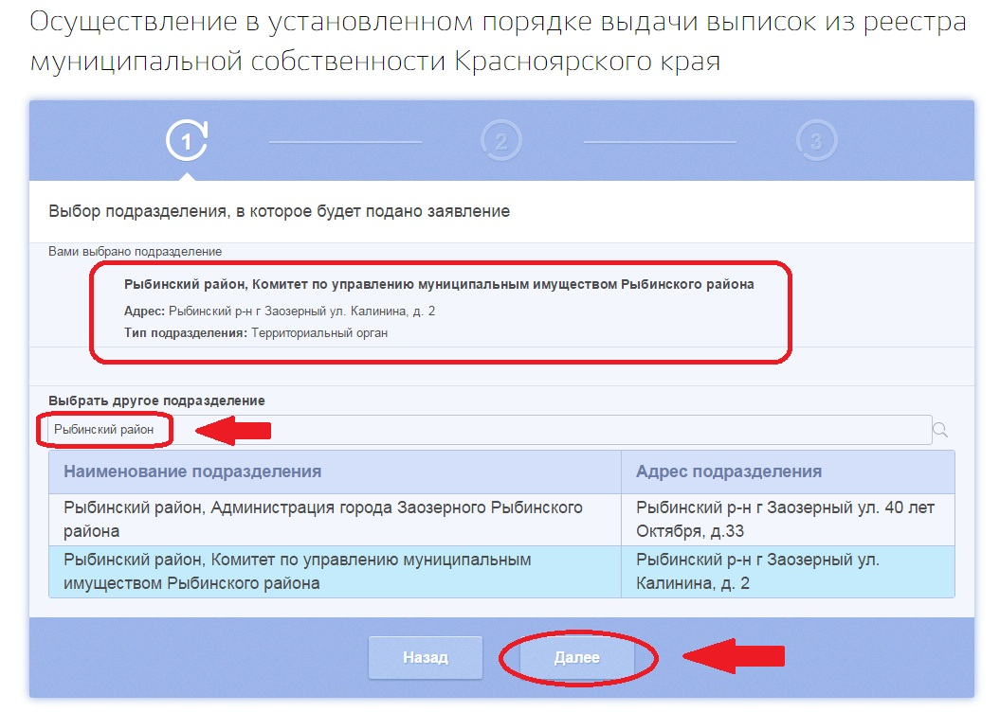 Осуществление в установленном порядке выдачи выписок из реестра
муниципальной собственности Красноярского края
1
2
3
Выбор подразделения, в которое будет подано заявление
Вами выбрано подразделение
Рыбинский район, Комитет по управлению муниципальным имуществом Рыбинского района
Адрес: Рыбинский р-н г Заозерный ул. Калинина, д. 2
Тип подразделения: Территориальный орган
Выбрать другое подразделение
Рыбинский район
Наименование подразделения
Адрес подразделения
Рыбинский район, Администрация города Заозерного Рыбинского
района
Рыбинский р-н г Заозерный ул. 40 лет
Октября, д.33
Рыбинский район, Комитет по управлению муниципальным
имуществом Рыбинского района
Рыбинский р-н г Заозерный ул.
Калинина, д. 2
Назад
Далее